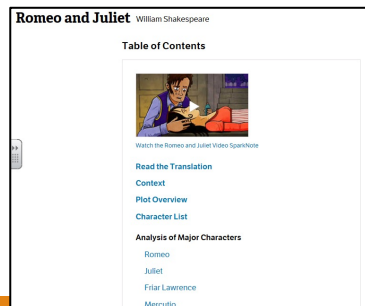 Romeo and Juliet William Shakespeare
Table of Contents
Watch the Romeo and Juliet Video SparkNote
Read the Translation
Context
Plot Overview
Character List
Analysis of Major Characters
Romeo
Juliet
Friar Lawrence
Mercutio